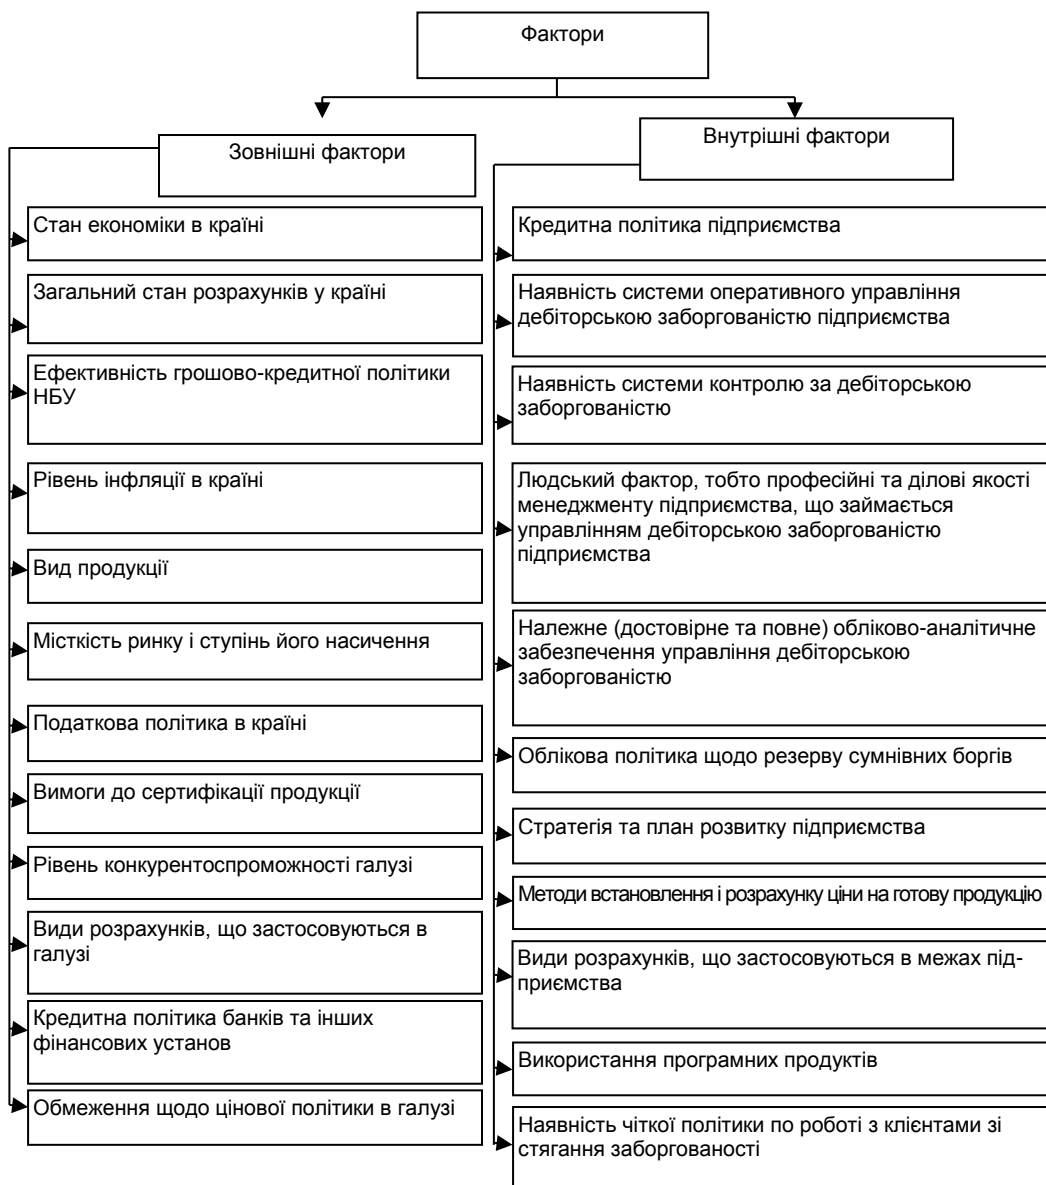 Фактори
Зовнішні фактори
Внутрішні фактори
Стан економіки в країні
Загальний стан розрахунків у країні
Ефективність грошово-кредитної політики
НБУ
Рівень інфляції в країні
Вид продукції
Місткість ринку і ступінь його насичення
Податкова політика в країні
Вимоги до сертифікації продукції
Рівень конкурентоспроможності галузі
Види розрахунків, що застосовуються в
галузі
Кредитна політика банків та інших
фінансових установ
Обмеження щодо цінової політики в галузі
Кредитна політика підприємства
Наявність системи оперативного управління
дебіторською заборгованістю підприємства
Наявність системи контролю за дебіторською
заборгованістю
Людський фактор, тобто професійні та ділові якості
менеджменту підприємства, що займається
управлінням дебіторською заборгованістю
підприємства
Належне (достовірне та повне) обліково-аналітичне
забезпечення управління дебіторською
заборгованістю
Облікова політика щодо резерву сумнівних боргів
Стратегія та план розвитку підприємства
Методи встановлення і розрахунку ціни на готову продукцію
Види розрахунків, що застосовуються в межах під-
приємства
Використання програмних продуктів
Наявність чіткої політики по роботі з клієнтами зі
стягання заборгованості